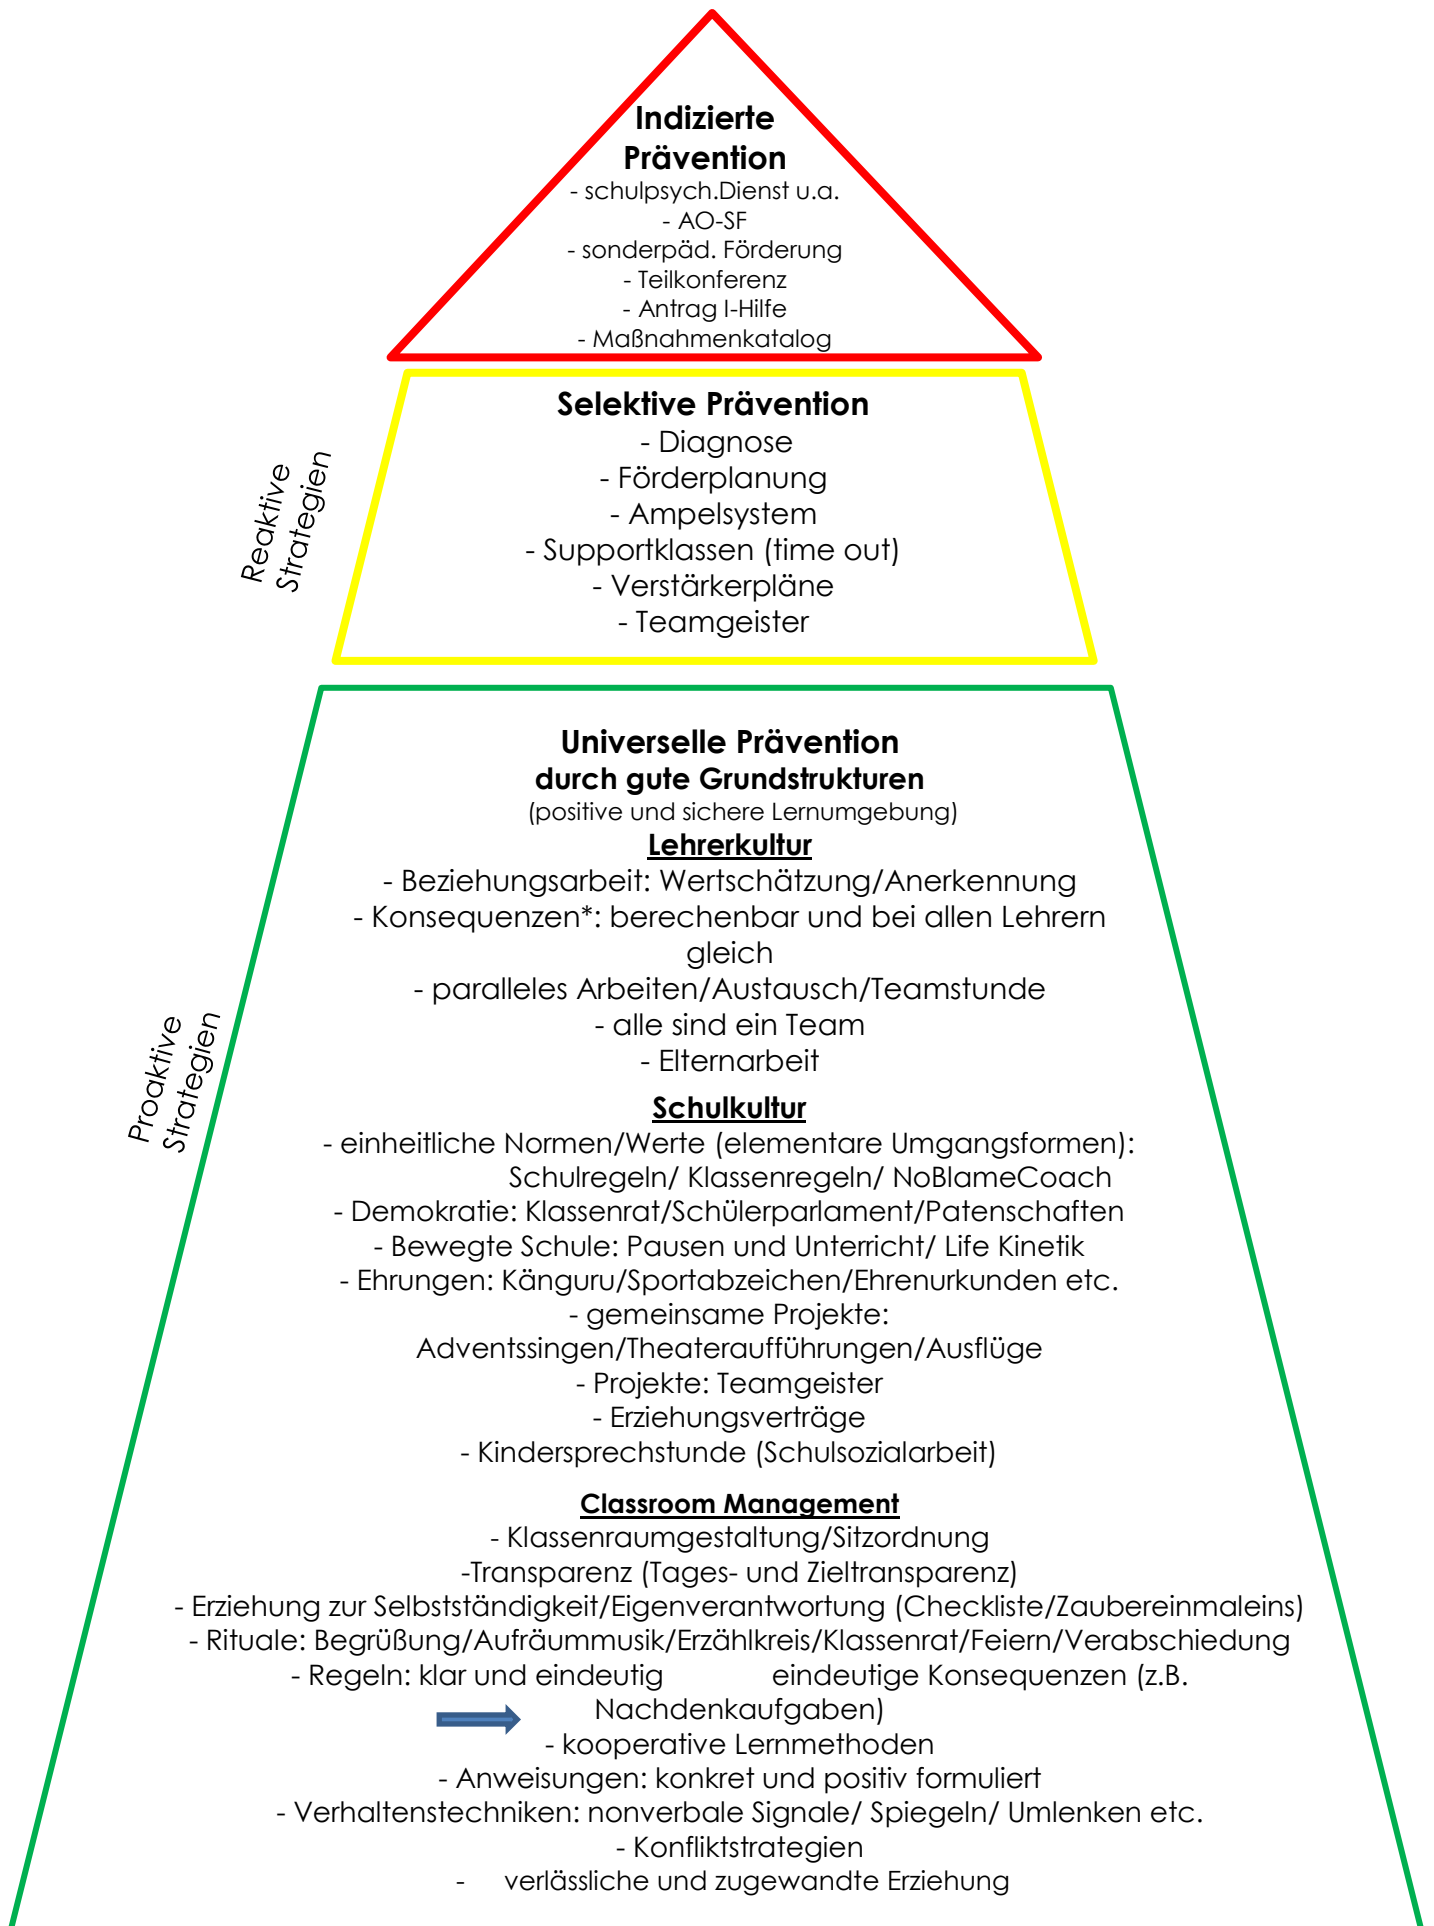 Indizierte
Prävention
- schulpsych.Dienst u.a.
- AO-SF
- sonderpäd. Förderung
- Teilkonferenz
- Antrag I-Hilfe
- Maßnahmenkatalog
Reaktive
Strategien
Selektive Prävention
- Diagnose
- Förderplanung
- Ampelsystem
- Supportklassen (time out)
- Verstärkerpläne
- Teamgeister
Proaktive
Strategien
Universelle Prävention
durch gute Grundstrukturen
(positive und sichere Lernumgebung)
Lehrerkultur
- Beziehungsarbeit: Wertschätzung/Anerkennung
- Konsequenzen*: berechenbar und bei allen Lehrern
gleich
- paralleles Arbeiten/Austausch/Teamstunde
- alle sind ein Team
- Elternarbeit
Schulkultur
- einheitliche Normen/Werte (elementare Umgangsformen):
Schulregeln/ Klassenregeln/ NoBlameCoach
- Demokratie: Klassenrat/Schülerparlament/Patenschaften
- Bewegte Schule: Pausen und Unterricht/ Life Kinetik
- Ehrungen: Känguru/Sportabzeichen/Ehrenurkunden etc.
- gemeinsame Projekte:
Adventssingen/Theateraufführungen/Ausflüge
- Projekte: Teamgeister
- Erziehungsverträge
- Kindersprechstunde (Schulsozialarbeit)
Classroom Management
- Klassenraumgestaltung/Sitzordnung
-Transparenz (Tages- und Zieltransparenz)
- Erziehung zur Selbstständigkeit/Eigenverantwortung (Checkliste/Zaubereinmaleins)
- Rituale: Begrüßung/Aufräummusik/Erzählkreis/Klassenrat/Feiern/Verabschiedung
- Regeln: klar und eindeutig eindeutige Konsequenzen (z.B.
Nachdenkaufgaben)
- kooperative Lernmethoden
- Anweisungen: konkret und positiv formuliert
- Verhaltenstechniken: nonverbale Signale/ Spiegeln/ Umlenken etc.
- Konfliktstrategien
- verlässliche und zugewandte Erziehung